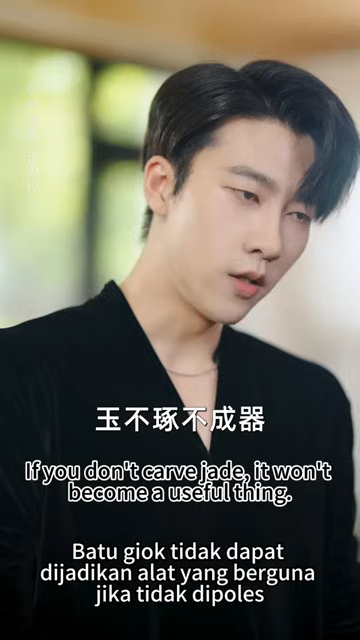 玉不琢不成器
If you don't carve jade, it won't
become a useful thing.
Batu giok tidak dapat
dijadikan alat yang berguna
jika tidak dipoles